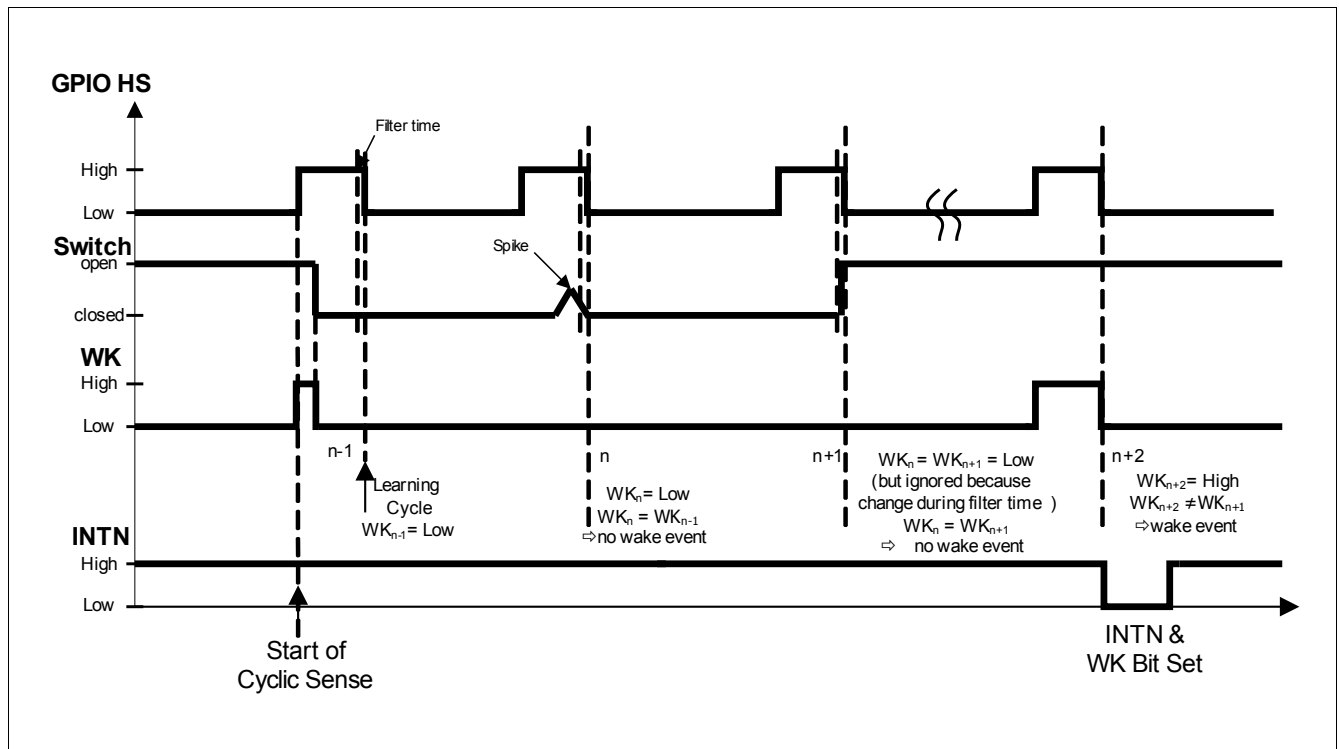 GPIO HS
Filter time
High
Low
Switch
open
Spike
closed
WK
High
Low
n-1
n
n+1
n+2
Learning
Cycle
WKn-1= Low
WKn= Low
WKn = WKn-1
⇨no wake event
WKn = WKn+1 = Low
(but ignored because
change during filter time )
WKn = WKn+1
⇨ no wake event
WKn+2= High
WKn+2 ≠WKn+1
⇨wake event
INTN
High
Low
Start of
Cyclic Sense
INTN &
WK Bit Set